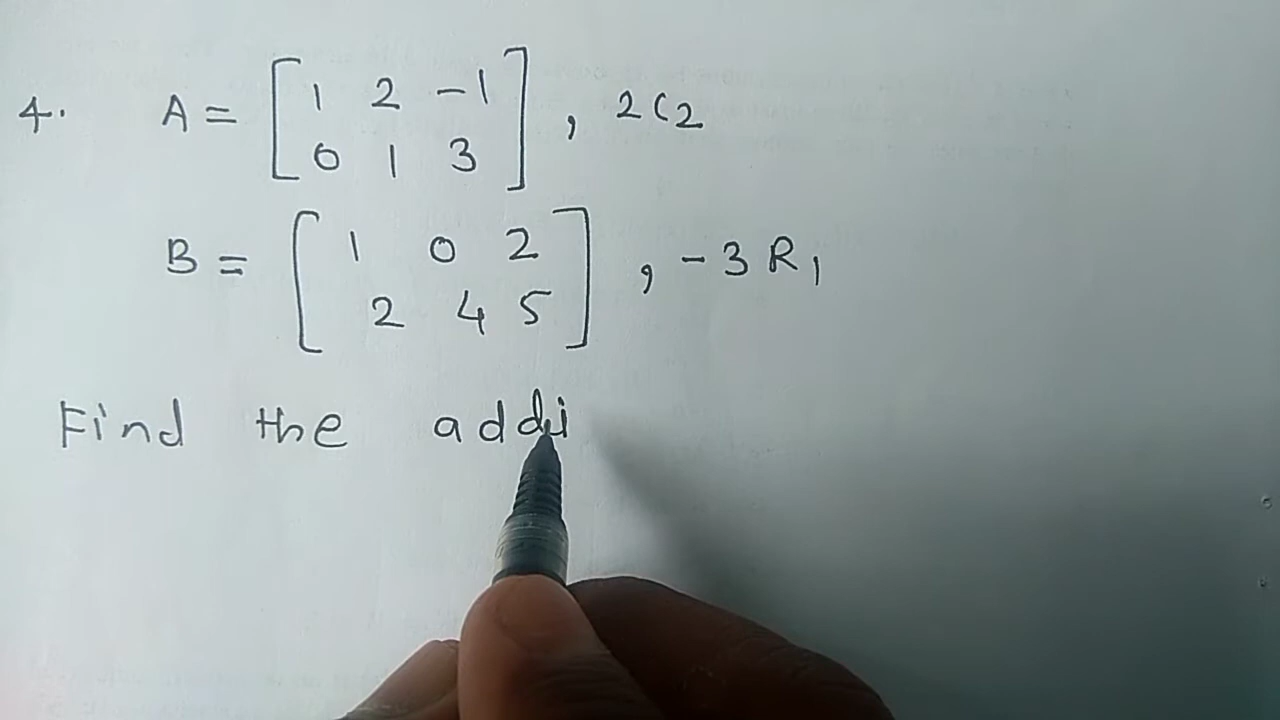 4. A = [ 1 2 -1 ] , 2C2
0 1 3
B = [ 1 0 2 ] , -3R1
2 4 5
Find the addi